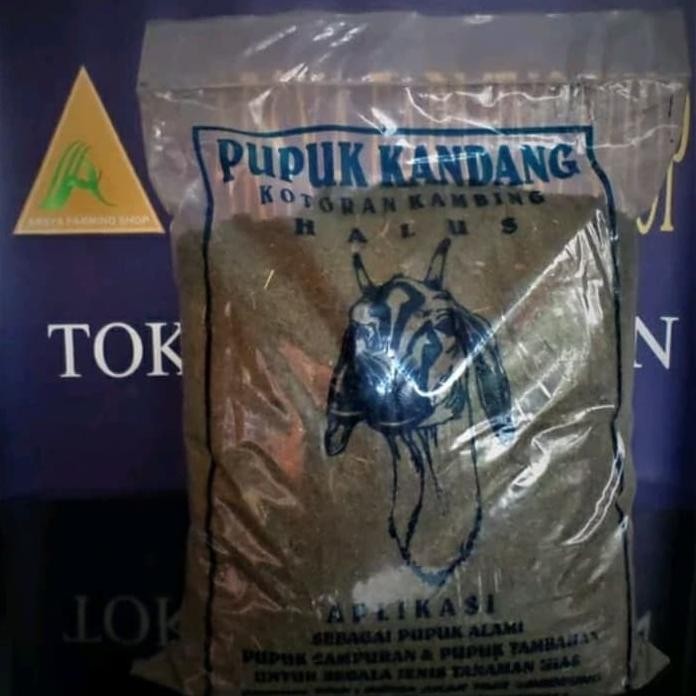 PUPUK KANDANG
KOTORAN KAMBING
HALUS
ARSYA FARMING SHOP
TOK
N
APLIKASI
SEBAGAI PUPUK ALAMI
PUPUK CAMPURAN & PUPUK TAMBAHAN
UNTUK SEGALA JENIS TANAMAN HIAS